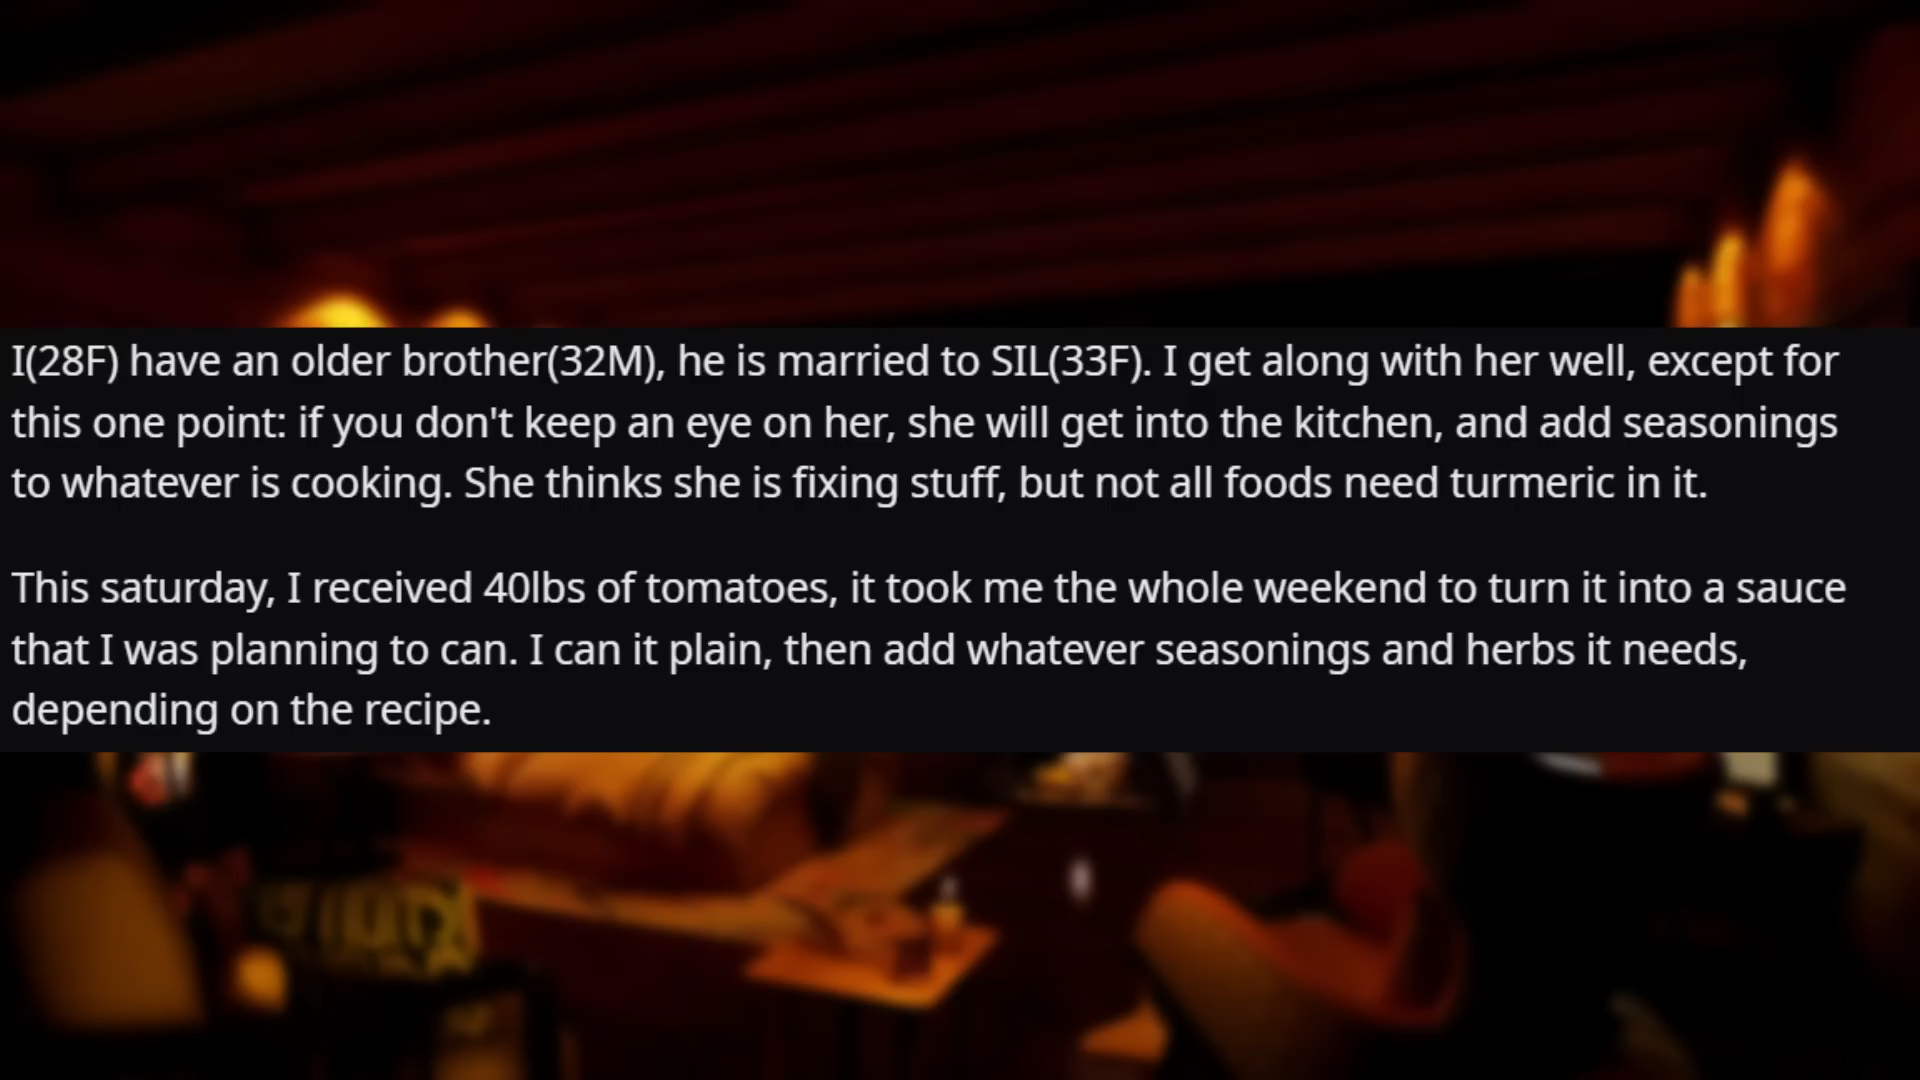 I(28F) have an older brother(32M), he is married to SIL(33F). I get along with her well, except for
this one point: if you don't keep an eye on her, she will get into the kitchen, and add seasonings
to whatever is cooking. She thinks she is fixing stuff, but not all foods need turmeric in it.
This saturday, I received 40lbs of tomatoes, it took me the whole weekend to turn it into a sauce
that I was planning to can. I can it plain, then add whatever seasonings and herbs it needs,
depending on the recipe.